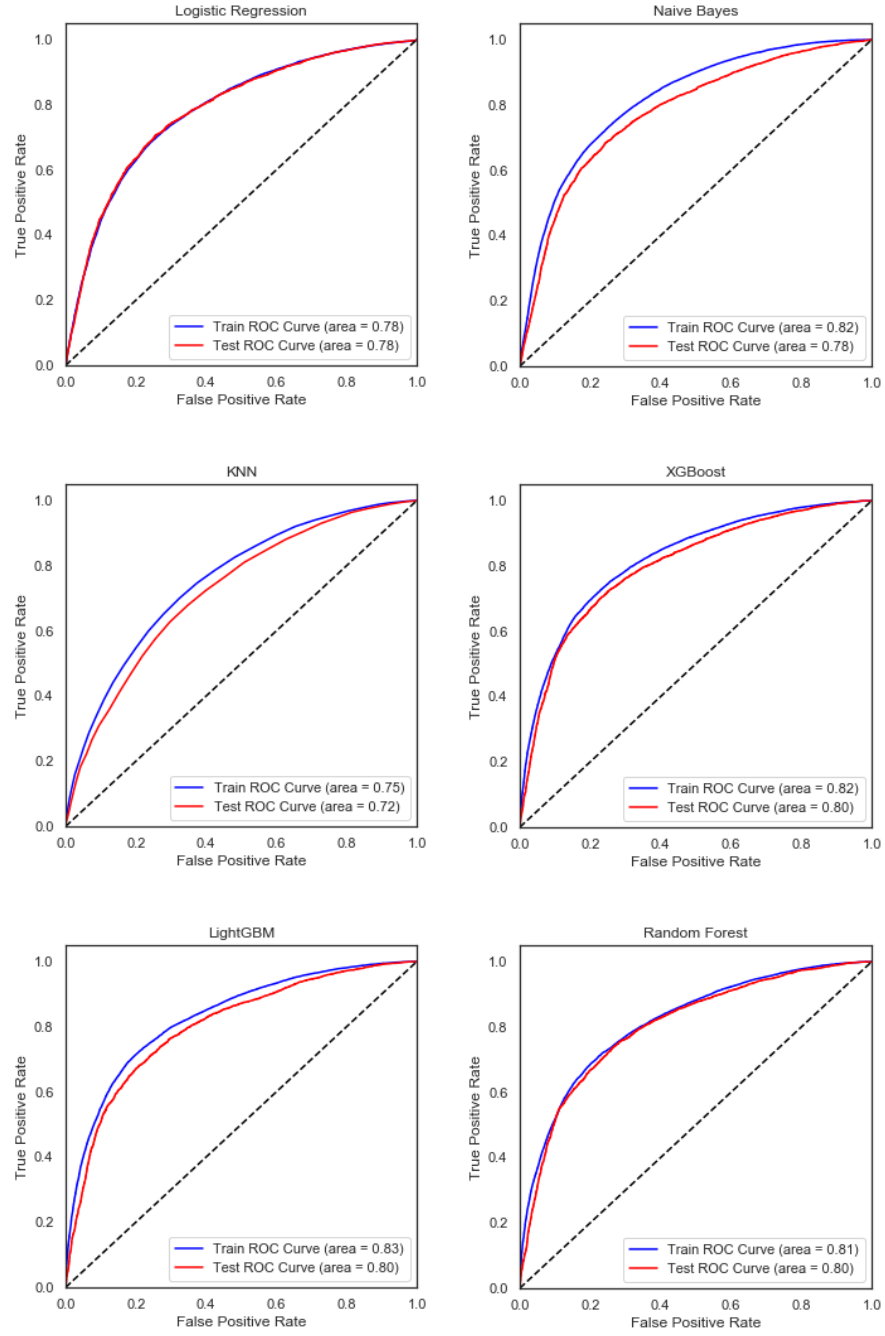 Logistic Regression
1.0
0.8
0.6
0.4
0.2
0.0
True Positive Rate
Train ROC Curve (area = 0.78)
Test ROC Curve (area = 0.78)
0.0 0.2 0.4 0.6 0.8 1.0
False Positive Rate
Naive Bayes
1.0
0.8
0.6
0.4
0.2
0.0
True Positive Rate
Train ROC Curve (area = 0.82)
Test ROC Curve (area = 0.78)
0.0 0.2 0.4 0.6 0.8 1.0
False Positive Rate
KNN
1.0
0.8
0.6
0.4
0.2
0.0
True Positive Rate
Train ROC Curve (area = 0.75)
Test ROC Curve (area = 0.72)
0.0 0.2 0.4 0.6 0.8 1.0
False Positive Rate
XGBoost
1.0
0.8
0.6
0.4
0.2
0.0
True Positive Rate
Train ROC Curve (area = 0.82)
Test ROC Curve (area = 0.80)
0.0 0.2 0.4 0.6 0.8 1.0
False Positive Rate
LightGBM
1.0
0.8
0.6
0.4
0.2
0.0
True Positive Rate
Train ROC Curve (area = 0.83)
Test ROC Curve (area = 0.80)
0.0 0.2 0.4 0.6 0.8 1.0
False Positive Rate
Random Forest
1.0
0.8
0.6
0.4
0.2
0.0
True Positive Rate
Train ROC Curve (area = 0.81)
Test ROC Curve (area = 0.80)
0.0 0.2 0.4 0.6 0.8 1.0
False Positive Rate